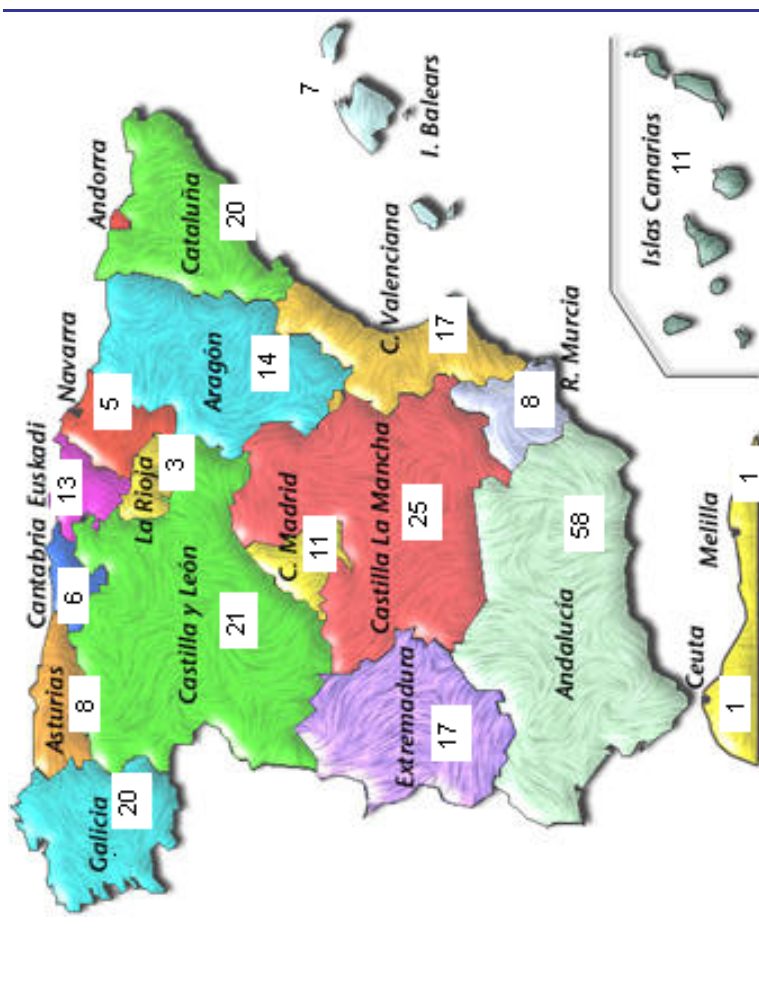 Cantabria Euskadi
Navarra
Andorra
Asturias
6
13
5
8
Galicia
20
La Rioja
3
Aragón
14
Cataluña
20
7
I. Balears
Castilla y León
21
C. Madrid
11
C. Valenciana
17
Castilla La Mancha
25
Extremadura
17
R. Murcia
8
Andalucía
58
Islas Canarias
11
Ceuta
1
Melilla
1